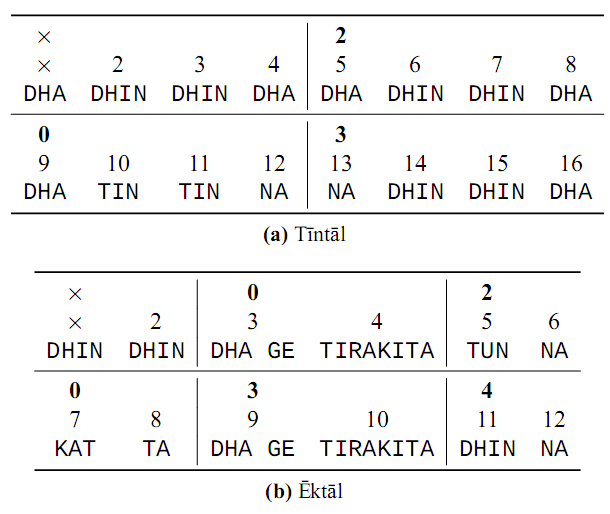 × 2
× 2 3 4 5 6 7 8
DHA DHIN DHIN DHA DHA DHIN DHIN DHA
0 3
9 10 11 12 13 14 15 16
DHA TIN TIN NA NA DHIN DHIN DHA
(a) Tīntāl
× 0 2
× 2 3 4 5 6
DHIN DHIN DHA GE TIRAKITA TUN NA
0 3 4
7 8 9 10 11 12
KAT TA DHA GE TIRAKITA DHIN NA
(b) Ēktāl